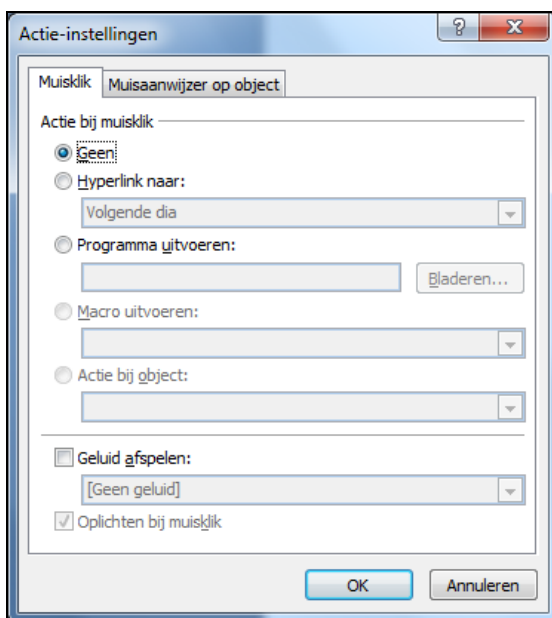 Actie-instellingen
Muisklik Muisaanwijzer op object
Actie bij muisklik
Geen
Hyperlink naar:
Volgende dia
Programma uitvoeren:
Bladeren...
Macro uitvoeren:
Actie bij object:
Geluid afspelen:
[Geen geluid]
Oplichten bij muisklik
OK Annuleren